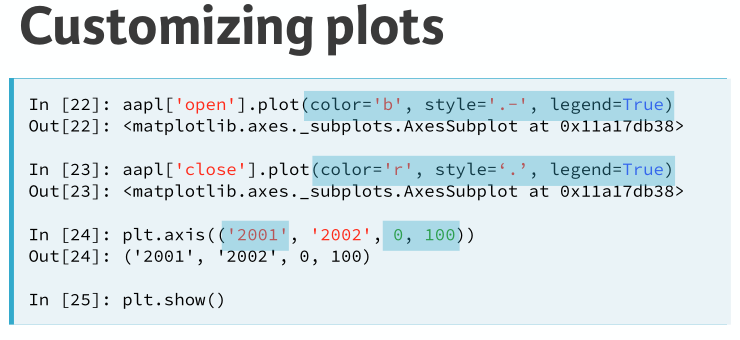 Customizing plots
In [22]: aapl['open'].plot(color='b', style='.-', legend=True)
Out[22]: <matplotlib.axes._subplots.AxesSubplot at 0x11a17db38>
In [23]: aapl['close'].plot(color='r', style=‘.’, legend=True)
Out[23]: <matplotlib.axes._subplots.AxesSubplot at 0x11a17db38>
In [24]: plt.axis(('2001', '2002', 0, 100))
Out[24]: ('2001', '2002', 0, 100)
In [25]: plt.show()